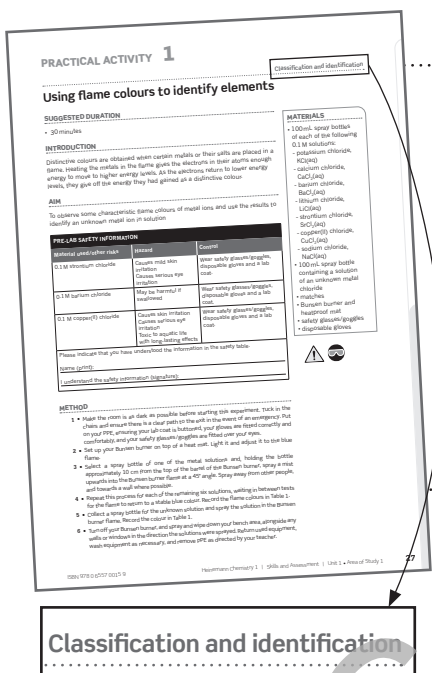 PRACTICAL ACTIVITY 1
Classification and identification
Using flame colours to identify elements
SUGGESTED DURATION
• 30 minutes
INTRODUCTION
Distinctive colours are obtained when certain metals or their salts are placed in a
flame. Heating the metals in the flame gives the electrons in their atoms enough
energy to move to higher energy levels. As the electrons return to lower energy
levels, they give off the energy they had gained as a distinctive colour.
AIM
To observe some characteristic flame colours of metal ions and use the results to
identify an unknown metal ion in solution
PRE-LAB SAFETY INFORMATION
Material used/other risks Hazard Control
0.1 M strontium chloride Causes mild skin irritation Causes serious eye irritation Wear safety glasses/goggles, disposable gloves and a lab coat.
0.1 M barium chloride May be harmful if swallowed Wear safety glasses/goggles, disposable gloves and a lab coat.
0.1 M copper(II) chloride Causes skin irritation Causes serious eye irritation Toxic to aquatic life with long-lasting effects Wear safety glasses/goggles, disposable gloves and a lab coat.
Please indicate that you have understood the information in the safety table.
Name (print):
I understand the safety information (signature):
MATERIALS
• 100 mL spray bottles
of each of the following
0.1 M solutions:
- potassium chloride,
KCl(aq)
- calcium chloride,
CaCl2(aq)
- barium chloride,
BaCl2(aq)
- lithium chloride,
LiCl(aq)
- strontium chloride,
SrCl2(aq)
- copper(II) chloride,
CuCl2(aq)
- sodium chloride,
NaCl(aq)
• 100 mL spray bottle
containing a solution
of an unknown metal
chloride
• matches
• Bunsen burner and
heatproof mat
• safety glasses/goggles
• disposable gloves
METHOD
1 • Make the room is as dark as possible before starting this experiment. Tuck in the
chairs and ensure there is a clear path to the exit in the event of an emergency. Put
on your PPE, ensuring your lab coat is buttoned, your gloves are fitted correctly and
comfortably, and your safety glasses/goggles are fitted over your eyes.
2 • Set up your Bunsen burner on top of a heat mat. Light it and adjust it to the blue
flame.
3 • Select a spray bottle of one of the metal solutions and, holding the bottle
approximately 10 cm from the top of the barrel of the Bunsen burner, spray a mist
upwards into the Bunsen burner flame at a 45° angle. Spray away from other people,
and towards a wall where possible.
4 • Repeat this process for each of the remaining six solutions, waiting in between tests
for the flame to return to a stable blue colour. Record the flame colours in Table 1.
5 • Collect a spray bottle for the unknown solution and spray the solution in the Bunsen
burner flame. Record the colour in Table 1.
6 • Turn off your Bunsen burner, and spray and wipe down your bench area, alongside any
walls or windows in the direction the solutions were sprayed. Return used equipment,
wash equipment as necessary, and remove PPE as directed by your teacher.
27
ISBN 978 0 6557 0015 9
Heinemann Chemistry 1 | Skills and Assessment | Unit 1 • Area of Study 1
Classification and identification